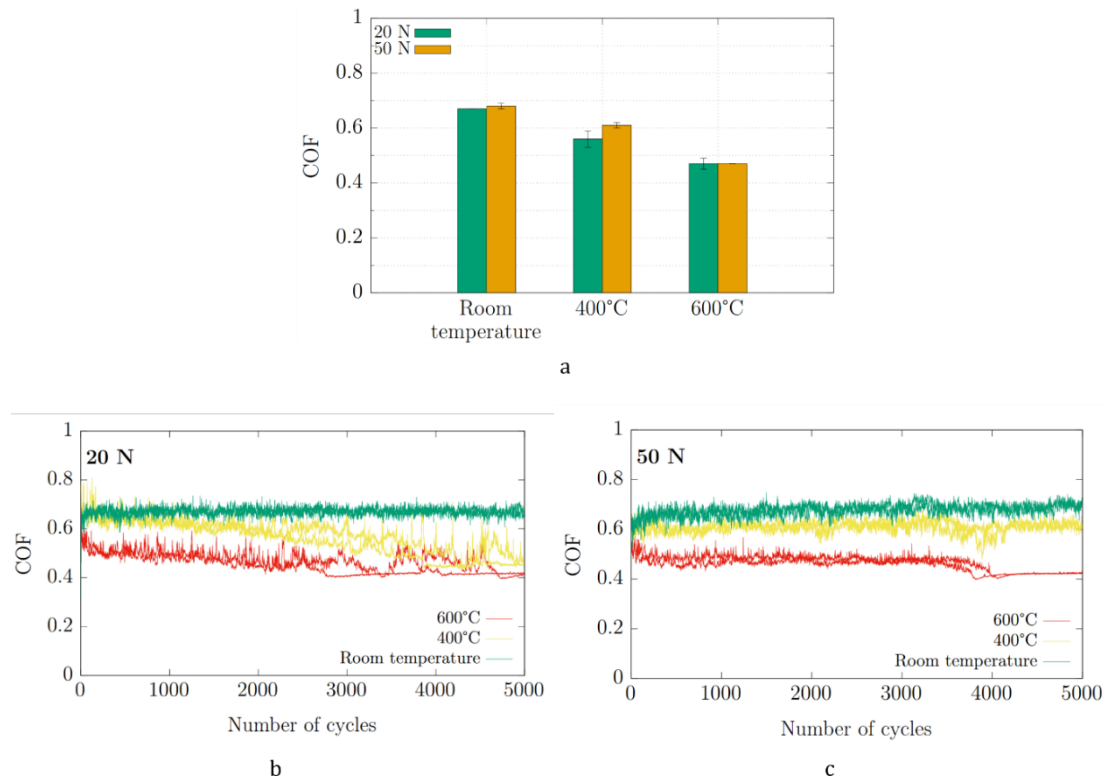 1
20 N
50 N
0.8
0.6
COF
0.4
0.2
0
Room
temperature
400°C
600°C
a
1
20 N
0.8
0.6
COF
0.4
600°C
0.2
400°C
Room temperature
0
0 1000 2000 3000 4000 5000
Number of cycles
b
1
50 N
0.8
0.6
COF
0.4
600°C
0.2
400°C
Room temperature
0
0 1000 2000 3000 4000 5000
Number of cycles
c